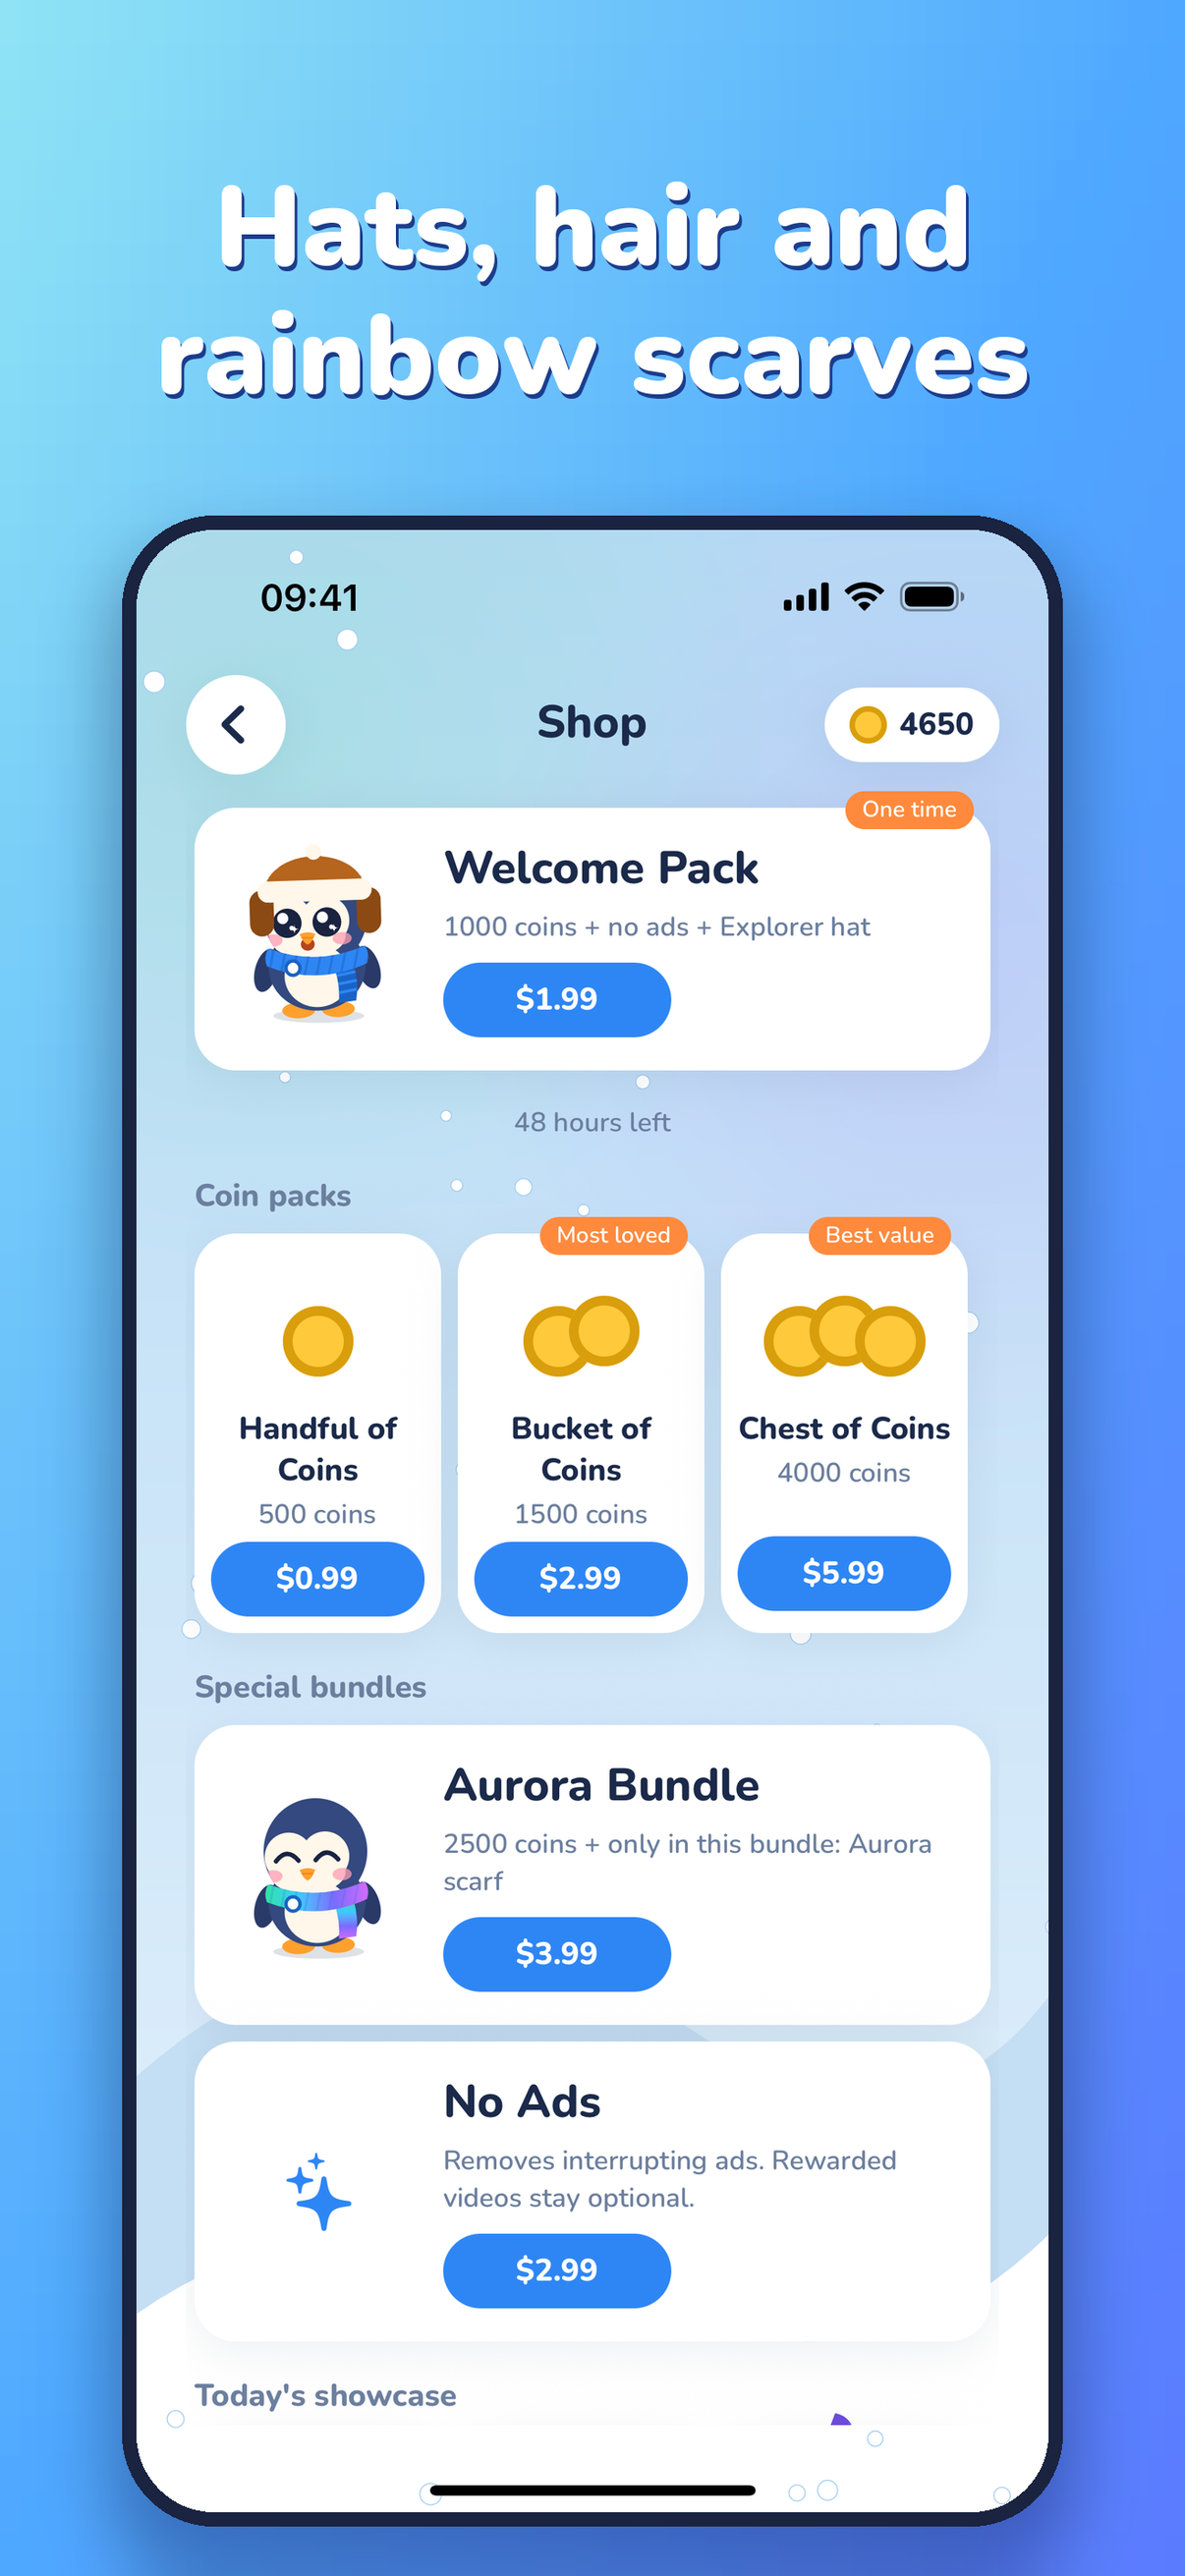 Hats, hair and
rainbow scarves
09:41
Shop
4650
One time
Welcome Pack
1000 coins + no ads + Explorer hat
$1.99
48 hours left
Coin packs
Handful of
Coins
500 coins
$0.99
Most loved
Bucket of
Coins
1500 coins
$2.99
Best value
Chest of Coins
4000 coins
$5.99
Special bundles
Aurora Bundle
2500 coins + only in this bundle: Aurora
scarf
$3.99
No Ads
Removes interrupting ads. Rewarded
videos stay optional.
$2.99
Today's showcase